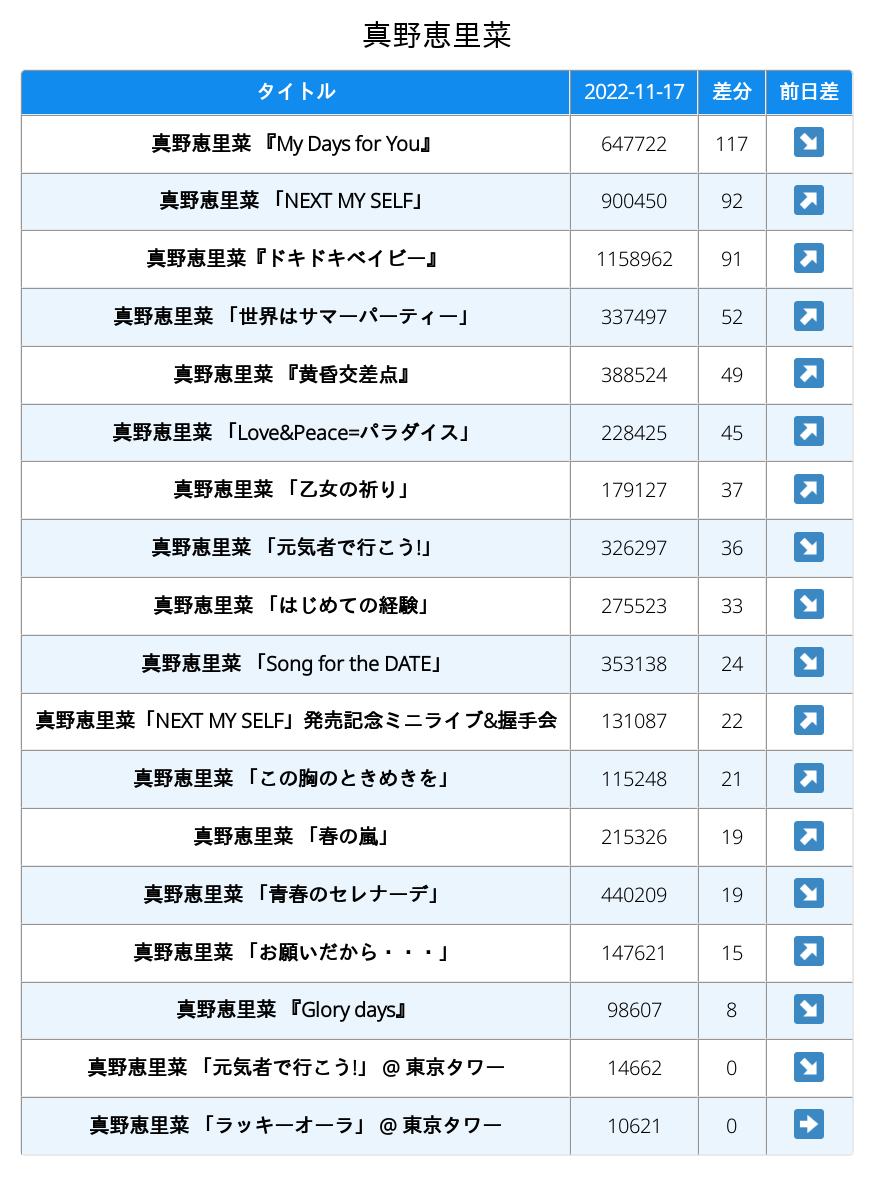 真野恵里菜
タイトル 2022-11-17 差分 前日差
真野恵里菜 『My Days for You』 647722 117 ↘
真野恵里菜 「NEXT MY SELF」 900450 92 ↗
真野恵里菜『ドキドキベイビー』 1158962 91 ↗
真野恵里菜 「世界はサマーパーティー」 337497 52 ↗
真野恵里菜 『黄昏交差点』 388524 49 ↗
真野恵里菜 「Love&Peace=パラダイス」 228425 45 ↗
真野恵里菜 「乙女の祈り」 179127 37 ↗
真野恵里菜 「元気者で行こう!」 326297 36 ↘
真野恵里菜 「はじめての経験」 275523 33 ↘
真野恵里菜 「Song for the DATE」 353138 24 ↘
真野恵里菜「NEXT MY SELF」発売記念ミニライブ&握手会 131087 22 ↗
真野恵里菜 「この胸のときめきを」 115248 21 ↗
真野恵里菜 「春の嵐」 215326 19 ↗
真野恵里菜 「青春のセレナーデ」 440209 19 ↘
真野恵里菜 「お願いだから・・・」 147621 15 ↗
真野恵里菜 『Glory days』 98607 8 ↘
真野恵里菜 「元気者で行こう!」 @ 東京タワー 14662 0 ↘
真野恵里菜 「ラッキーオーラ」 @ 東京タワー 10621 0 ➡